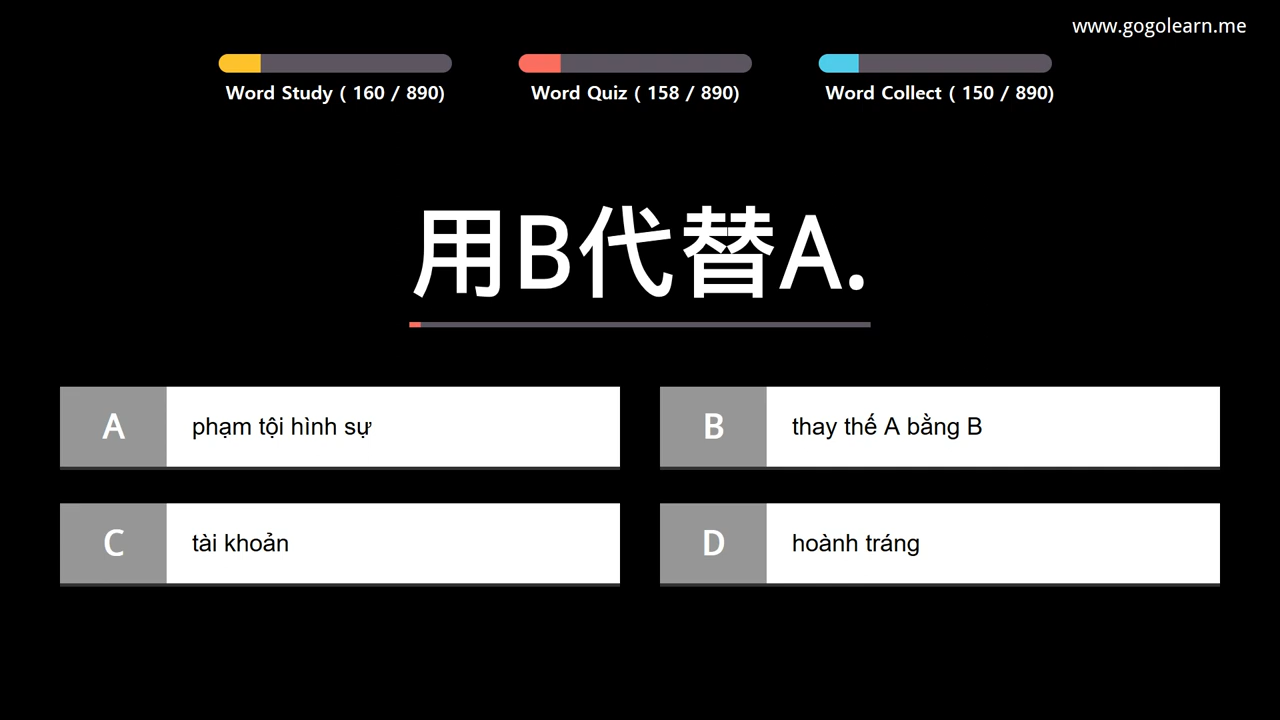 www.gogolearn.me
Word Study ( 160 / 890)
Word Quiz ( 158 / 890)
Word Collect ( 150 / 890)
用B代替A.
A phạm tội hình sự
B thay thế A bằng B
C tài khoản
D hoành tráng